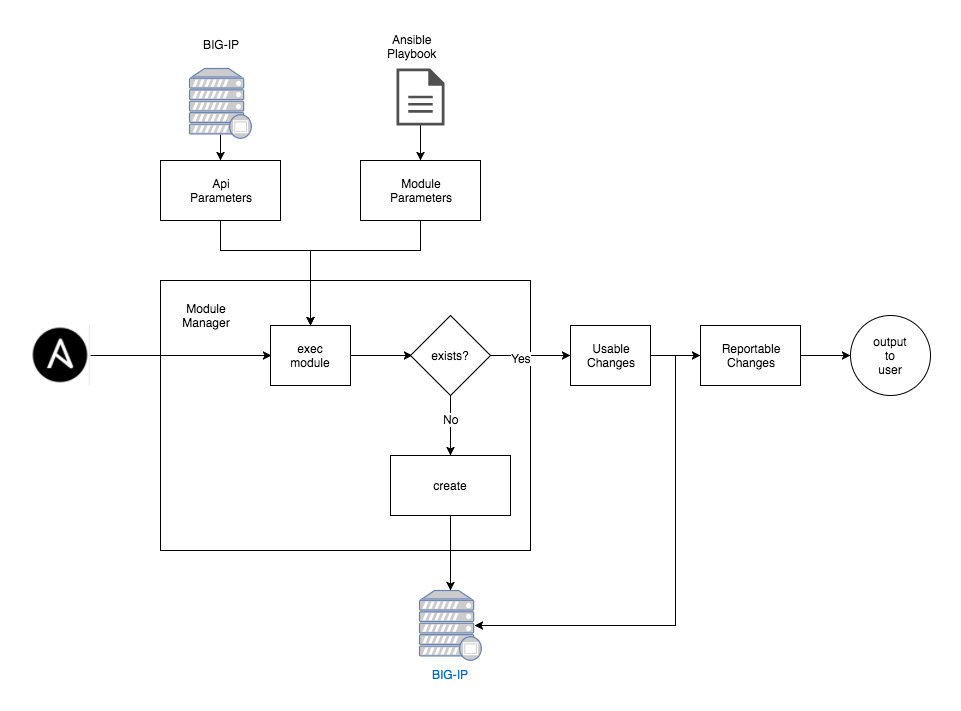 BIG-IP
Ansible
Playbook
Api
Parameters
Module
Parameters
Module
Manager
exec
module
exists?
Yes
Usable
Changes
Reportable
Changes
output
to
user
No
create
BIG-IP